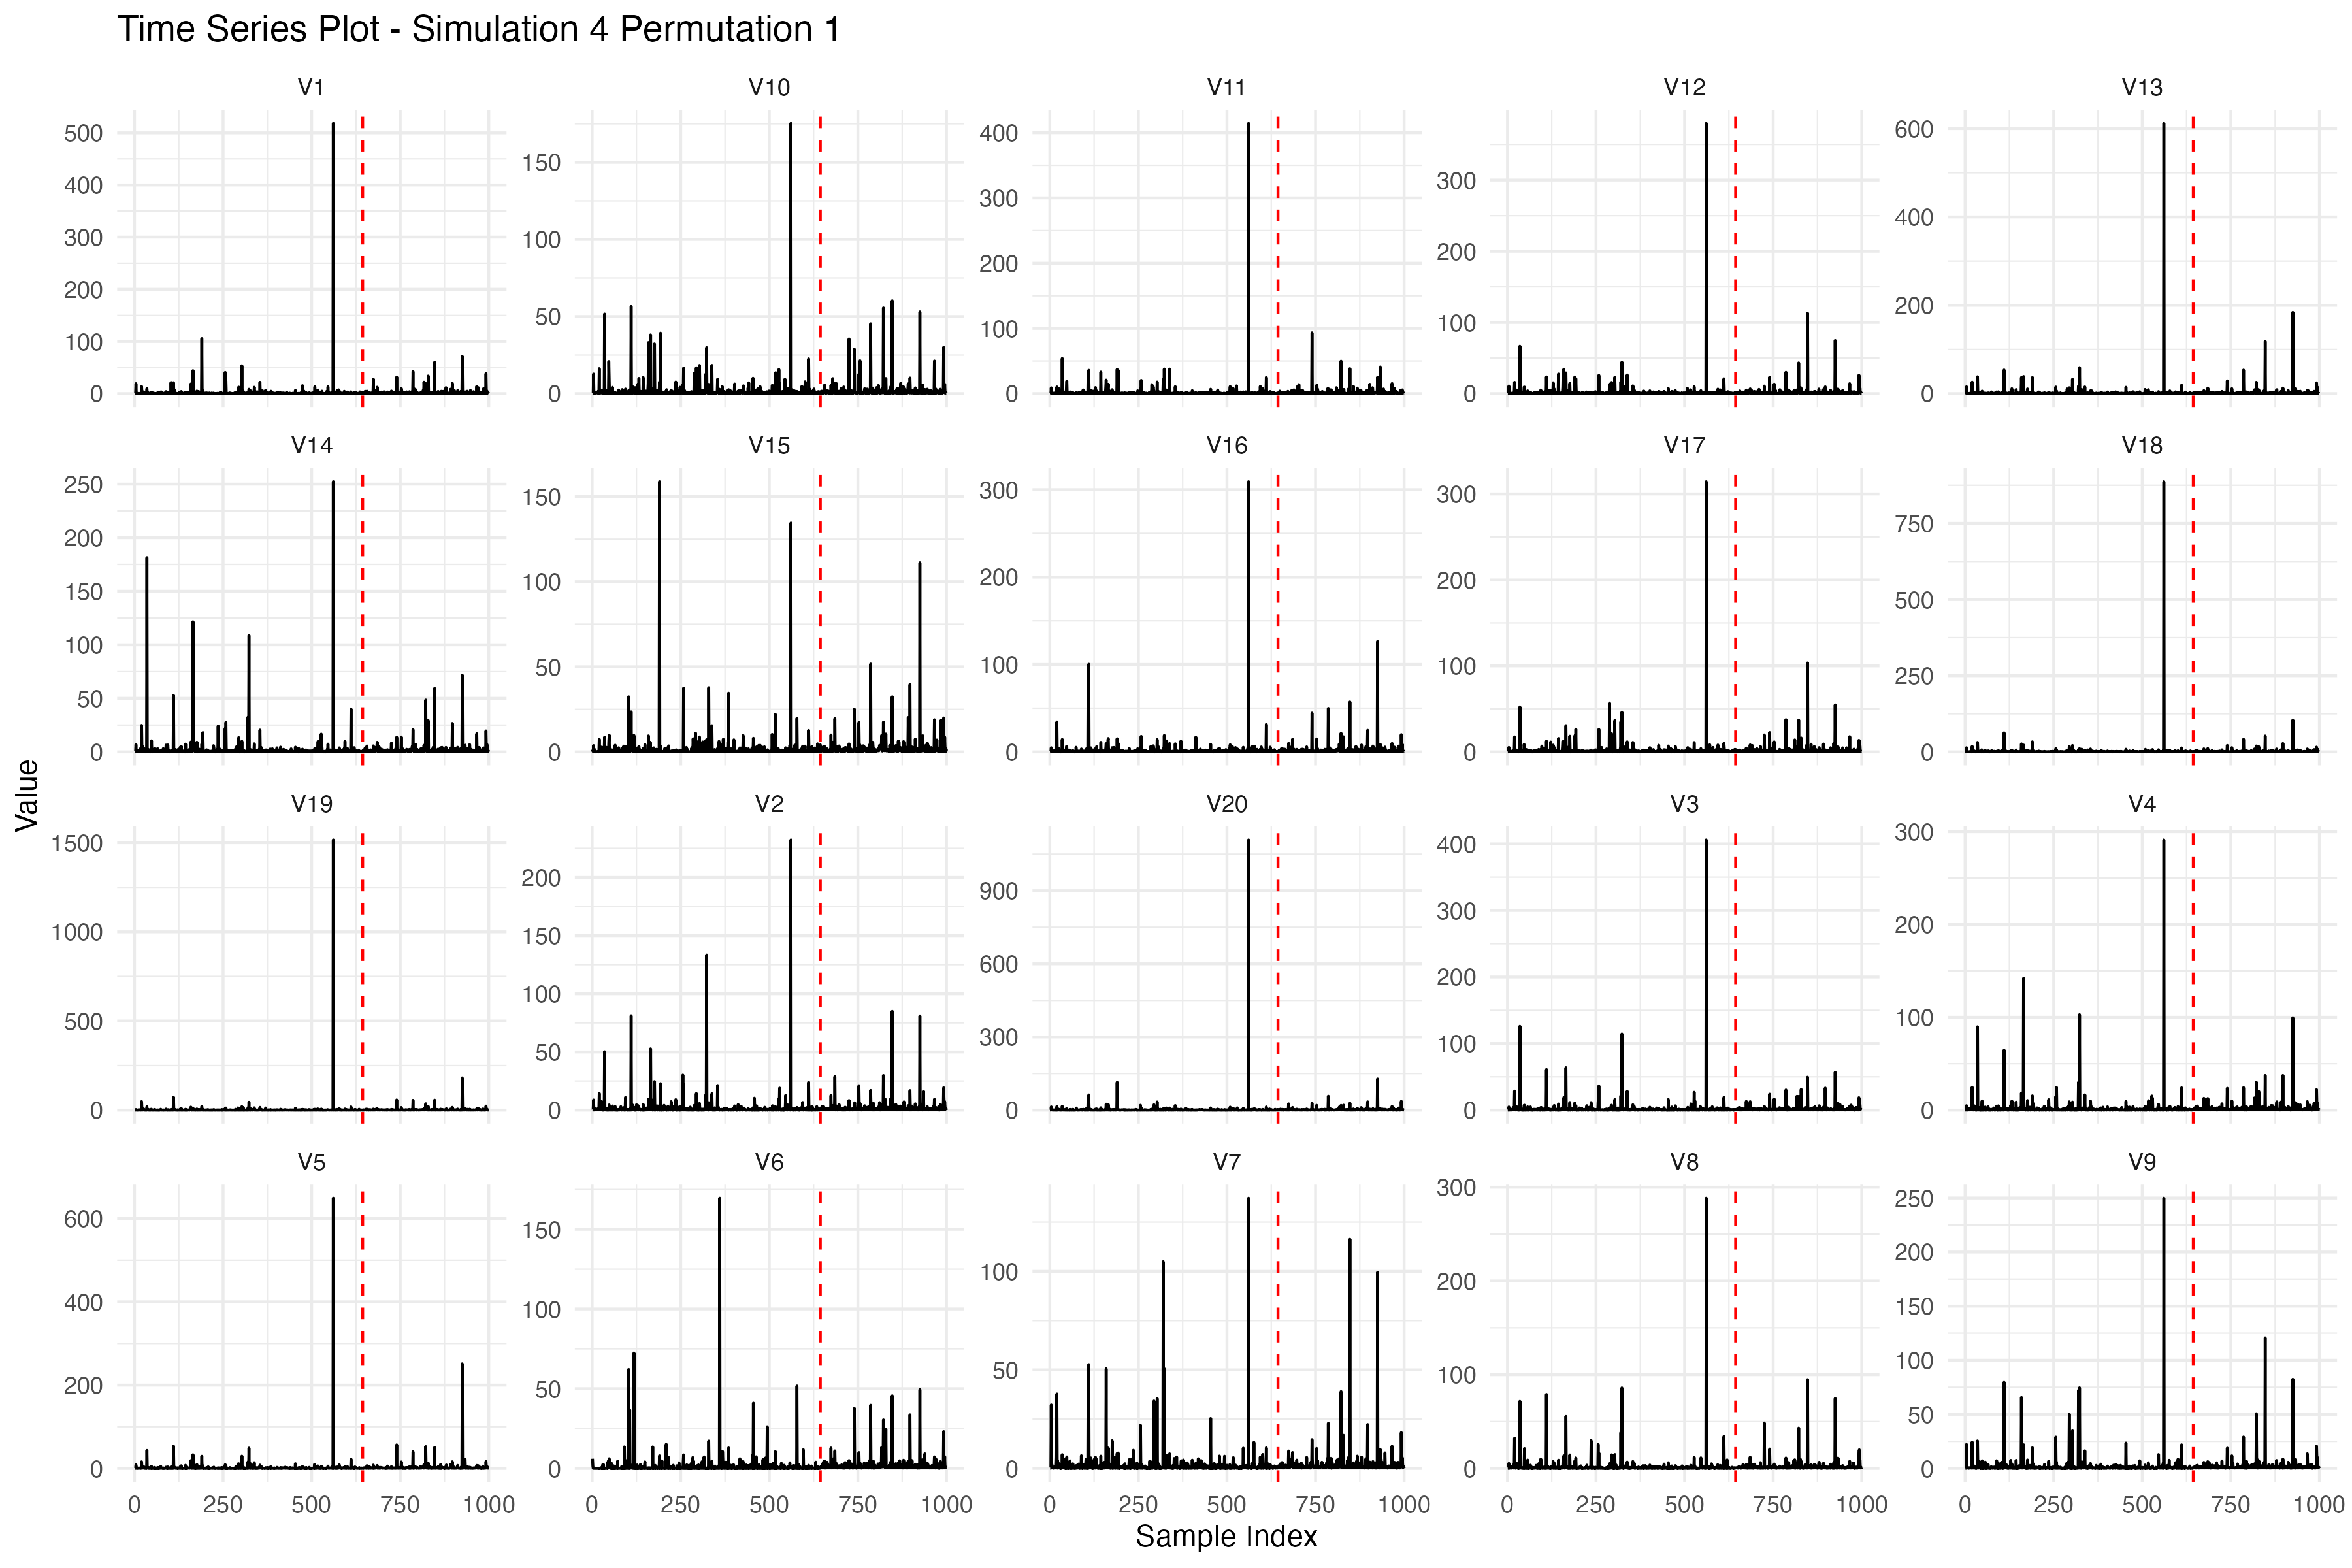 Time Series Plot - Simulation 4 Permutation 1
V1 V10 V11 V12 V13
500 400 300 200 100 0
150 100 50 0
400 300 200 100 0
300 200 100 0
600 400 200 0
V14 V15 V16 V17 V18
250 200 150 100 50 0
150 100 50 0
300 200 100 0
300 200 100 0
750 500 250 0
Value
V19 V2 V20 V3 V4
1500 1000 500 0
200 150 100 50 0
900 600 300 0
400 300 200 100 0
300 200 100 0
V5 V6 V7 V8 V9
600 400 200 0
150 100 50 0
100 50 0
300 200 100 0
250 200 150 100 50 0
0 250 500 750 1000 0 250 500 750 1000 0 250 500 750 1000 0 250 500 750 1000 0 250 500 750 1000
Sample Index